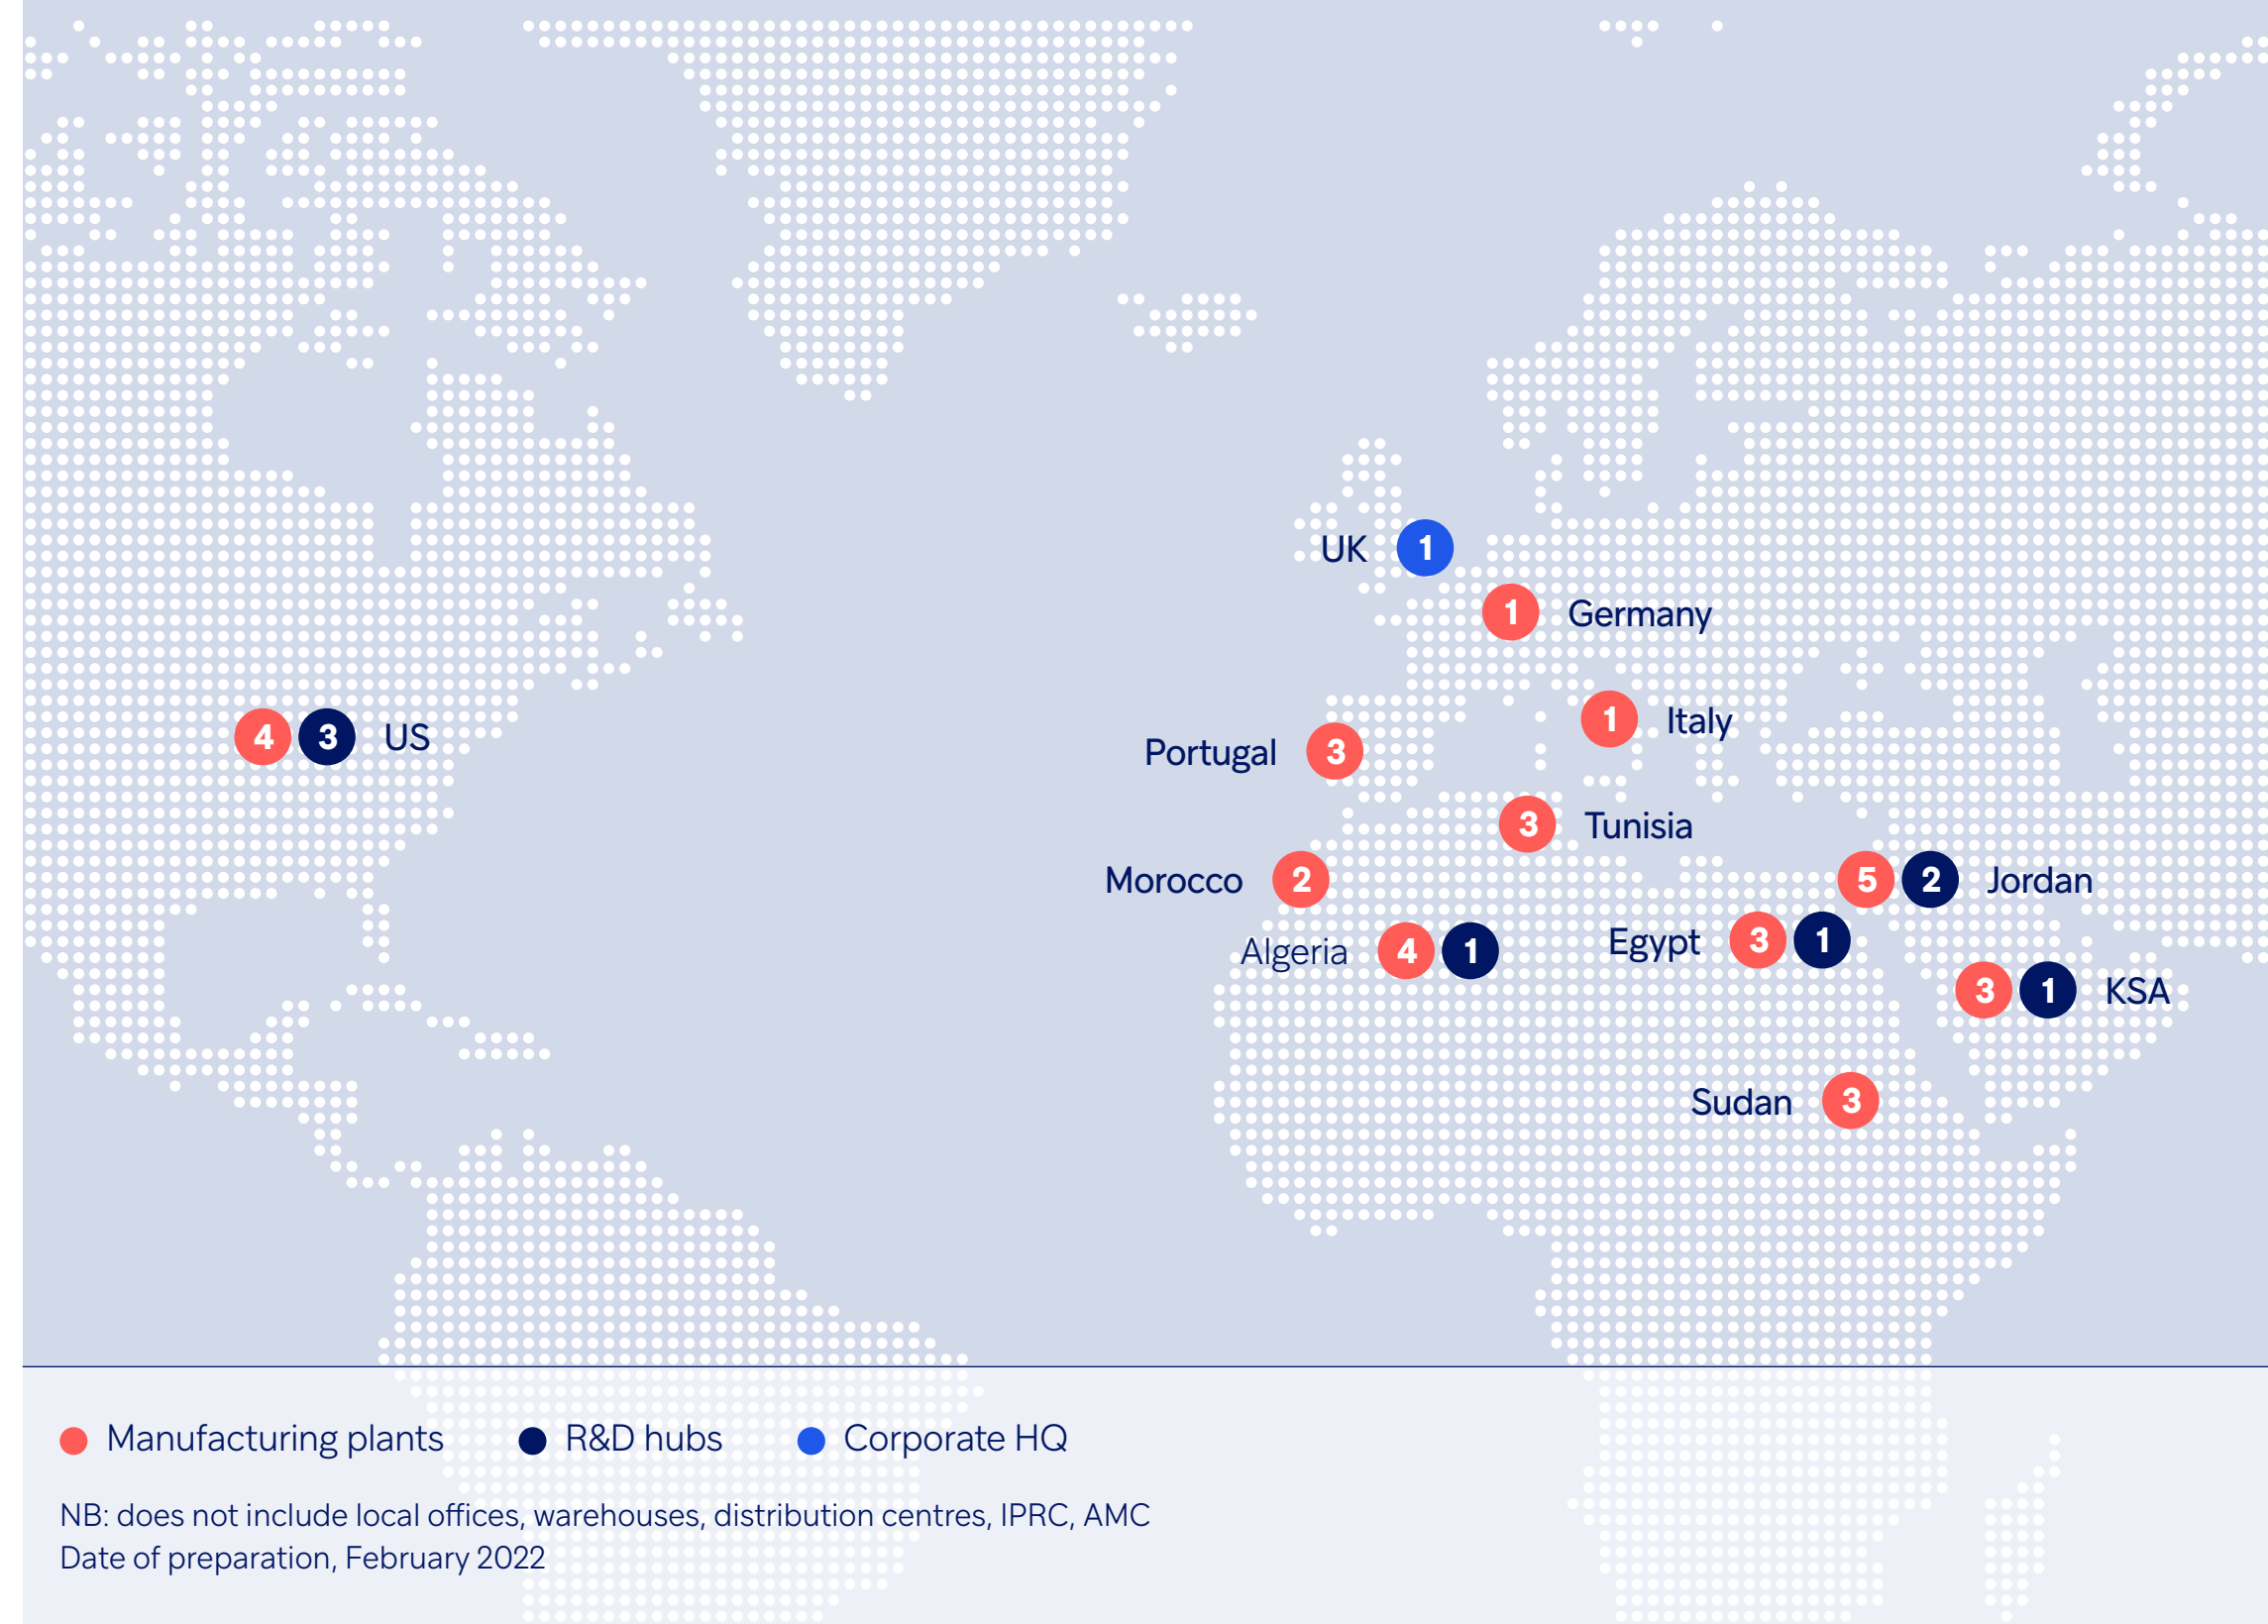 UK 1
1 Germany
1 Italy
4 3 US
Portugal 3
3 Tunisia
Morocco 2
5 2 Jordan
Algeria 4 1
Egypt 3 1
3 1 KSA
Sudan 3
Manufacturing plants R&D hubs Corporate HQ
NB: does not include local offices, warehouses, distribution centres, IPRC, AMC
Date of preparation, February 2022